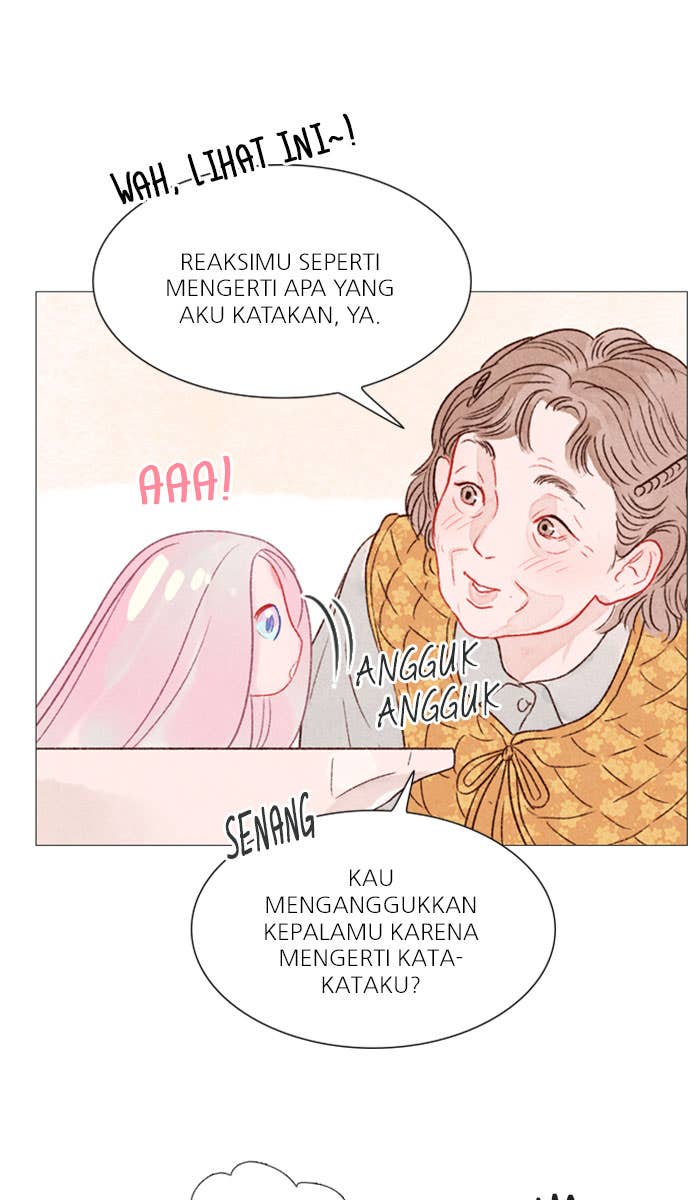 WAH, LIHAT INI~!
REAKSIMU SEPERTI
MENGERTI APA YANG
AKU KATAKAN, YA.
AAA!
ANGGUK
ANGGUK
SENANG
KAU
MENGANGGUKKAN
KEPALAMU KARENA
MENGERTI KATA-
KATAKU?